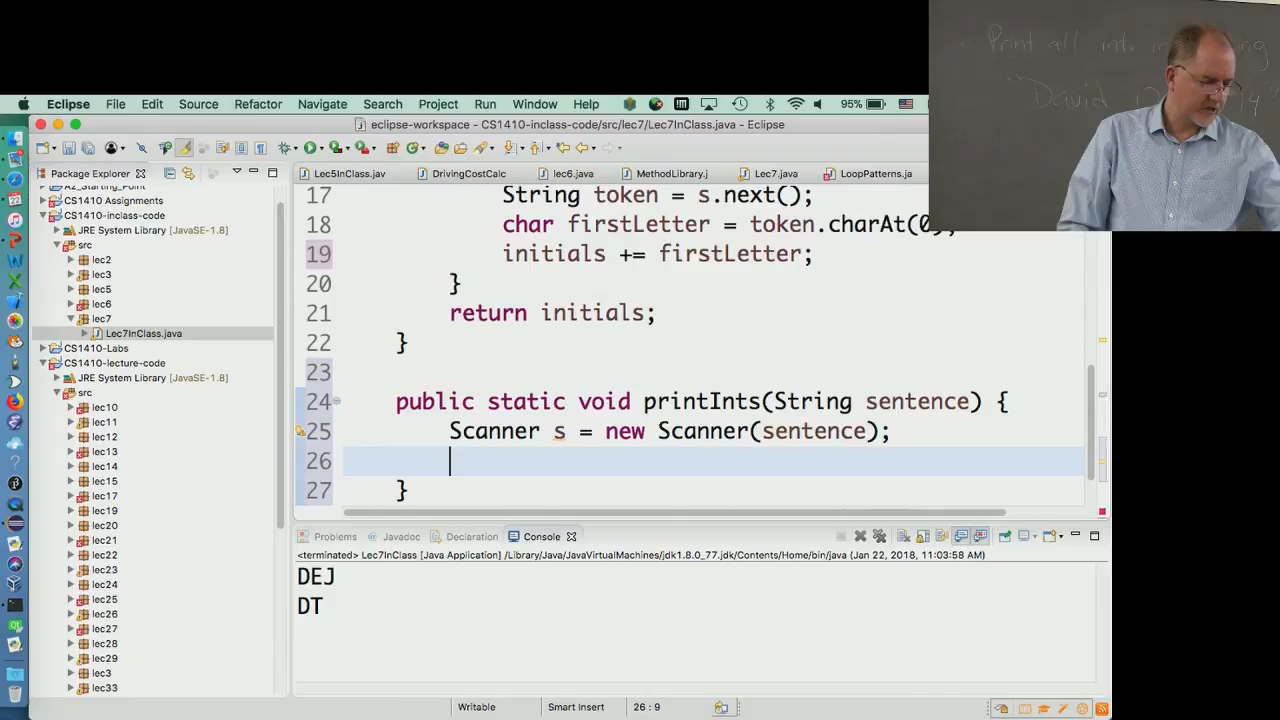 Print all ints in
"David
Eclipse File Edit Source Refactor Navigate Search Project Run Window Help 95%
eclipse-workspace - CS1410-inclass-code/src/lec7/Lec7InClass.java - Eclipse
Package Explorer
Lec5InClass.jav DrivingCostCalc lec6.java MethodLibrary.j Lec7.java LoopPatterns.ja
A2_Starting_Point
CS1410 Assignments
CS1410-inclass-code
JRE System Library [JavaSE-1.8]
src
lec2
lec3
lec5
lec6
lec7
Lec7InClass.java
CS1410-Labs
CS1410-lecture-code
JRE System Library [JavaSE-1.8]
src
lec10
lec11
lec12
lec13
lec14
lec15
lec17
lec19
lec20
lec21
lec22
lec23
lec24
lec25
lec26
lec27
lec28
lec29
lec3
lec33
17 String token = s.next();
18 char firstLetter = token.charAt(0);
19 initials += firstLetter;
20 }
21 return initials;
22 }
23
24 public static void printInts(String sentence) {
25 Scanner s = new Scanner(sentence);
26
27 }
Problems Javadoc Declaration Console
<terminated> Lec7InClass [Java Application] /Library/Java/JavaVirtualMachines/jdk1.8.0_77.jdk/Contents/Home/bin/java (Jan 22, 2018, 11:03:58 AM)
DEJ
DT
Writable Smart Insert 26 : 9